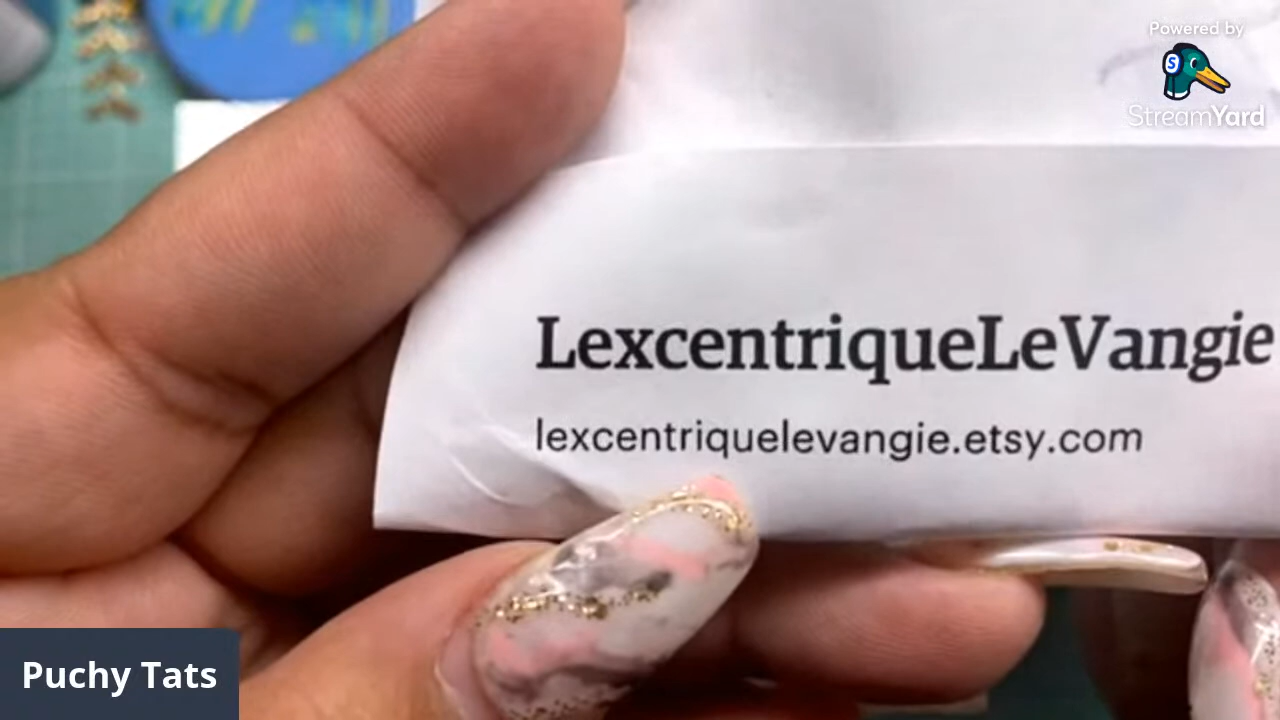 Powered by
StreamYard
LexcentriqueLeVangie
lexcentriquelevangie.etsy.com
Puchy Tats